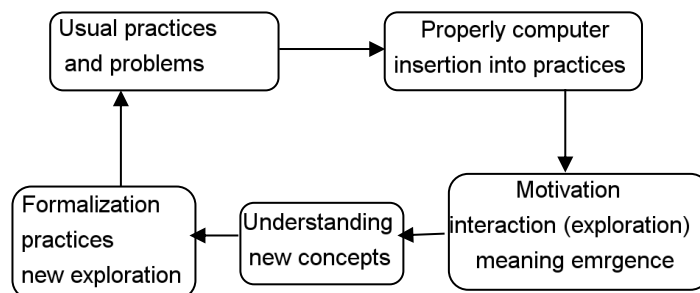 Usual practices
and problems
Properly computer
insertion into practices
Motivation
interaction (exploration)
meaning emrgence
Understanding
new concepts
Formalization
practices
new exploration